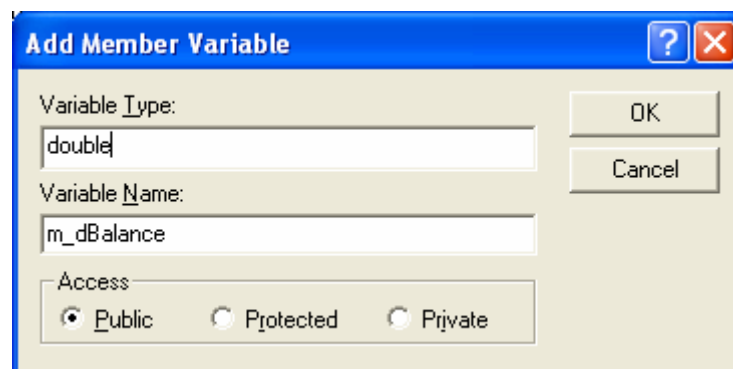 Add Member Variable
Variable Type:
double
OK
Cancel
Variable Name:
m_dBalance
Access
Public Protected Private